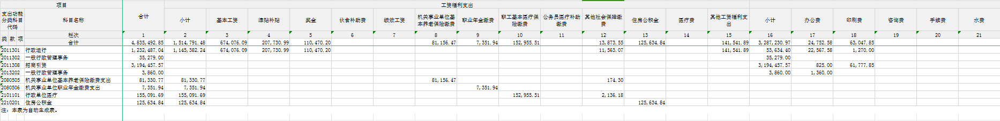 项目 工资福利支出
支出功能分类科目代码 科目名称 合计 小计 基本工资 津贴补贴 奖金 伙食补助费 绩效工资 机关事业单位基本养老保险缴费 职业年金缴费 职工基本医疗保险缴费 公务员医疗补助缴费 其他社会保障缴费 住房公积金 医疗费 其他工资福利支出 小计 办公费 印刷费 咨询费 手续费 水费
类 款 项 栏次 1 2 3 4 5 6 7 8 9 10 11 12 13 14 15 16 17 18 19 20 21
合计 4,835,492.85 1,514,791.48 674,076.09 207,730.99 110,470.20 81,156.47 7,351.94 152,955.51 13,873.55 125,634.84 141,541.89 3,287,230.97 24,752.58 63,047.85
2011301 行政运行 1,232,487.04 1,145,382.24 674,076.09 207,730.99 110,470.20 11,563.07 141,541.89 53,634.40 22,567.58 1,270.00
2011302 一般行政管理事务 35,279.00 35,279.00
2011308 招商引资 3,194,457.57 3,194,457.57 825.00 61,777.85
2013202 一般行政管理事务 3,860.00 3,860.00 1,360.00
2080505 机关事业单位基本养老保险缴费支出 81,330.77 81,330.77 81,156.47 174.30
2080506 机关事业单位职业年金缴费支出 7,351.94 7,351.94 7,351.94
2101101 行政单位医疗 155,091.69 155,091.69 152,955.51 2,136.18
2210201 住房公积金 125,634.84 125,634.84 125,634.84
注：本表为自动生成表。